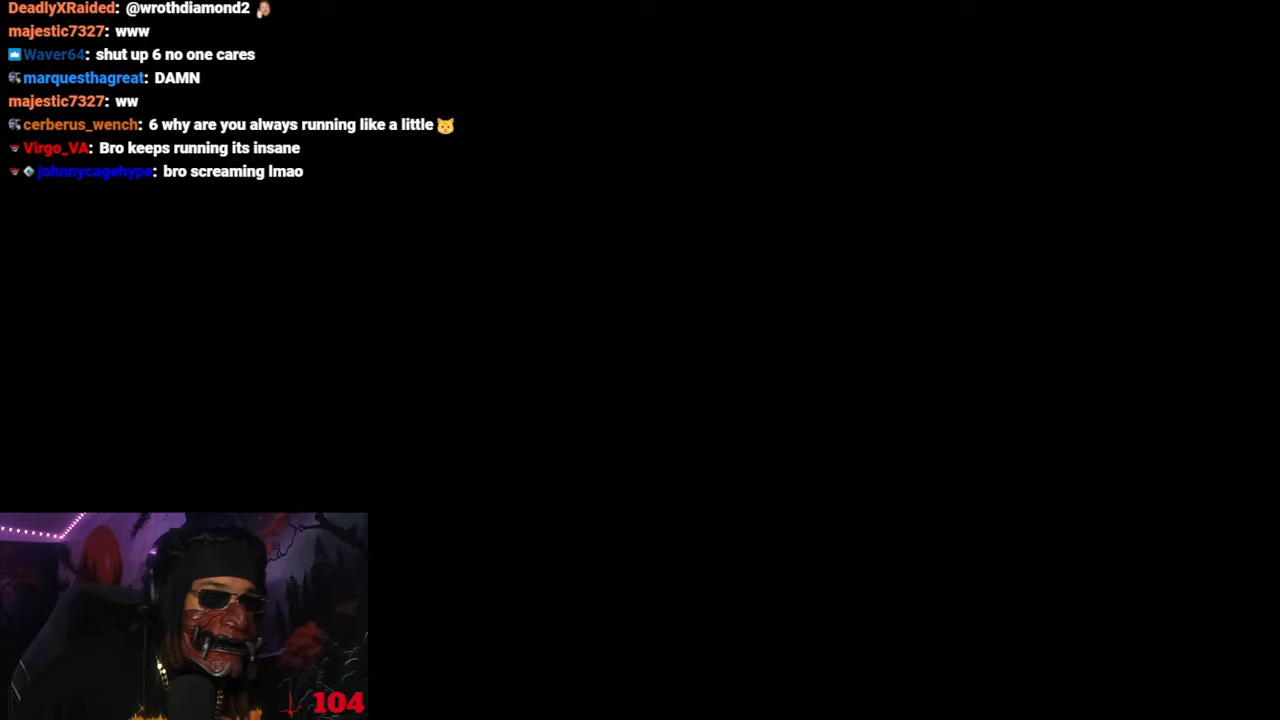 DeadlyXRaided: @wrothdiamond2
majestic7327: www
Waver64: shut up 6 no one cares
marquesthagreat: DAMN
majestic7327: ww
cerberus_wench: 6 why are you always running like a little
Virgo_VA: Bro keeps running its insane
johnnycagehype: bro screaming lmao
104